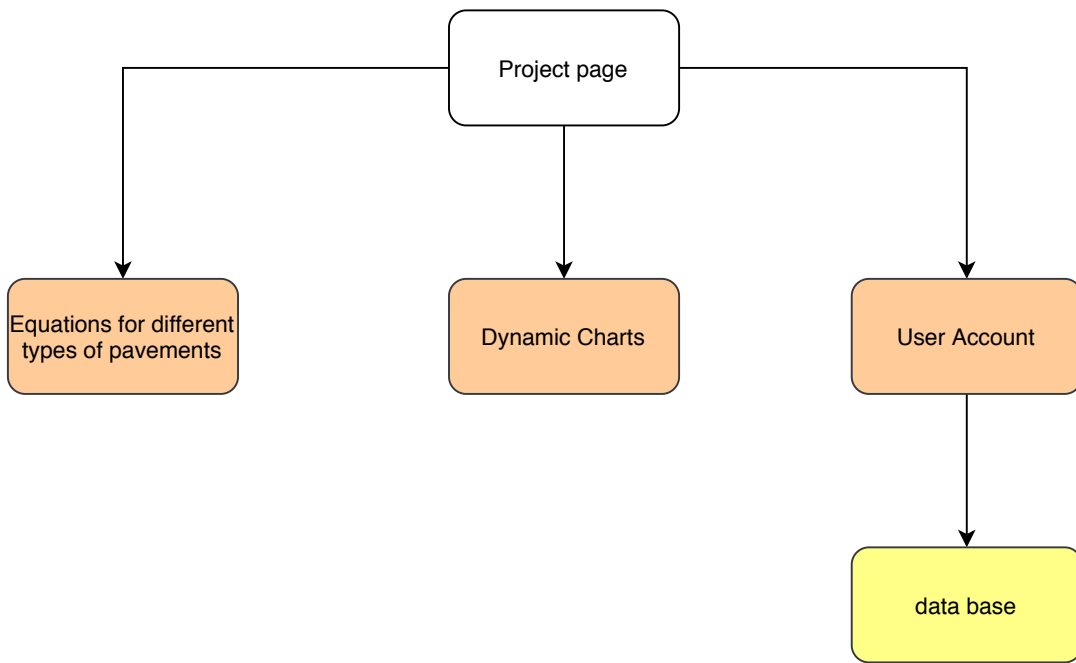 Project page
Equations for different
types of pavements
Dynamic Charts
User Account
data base